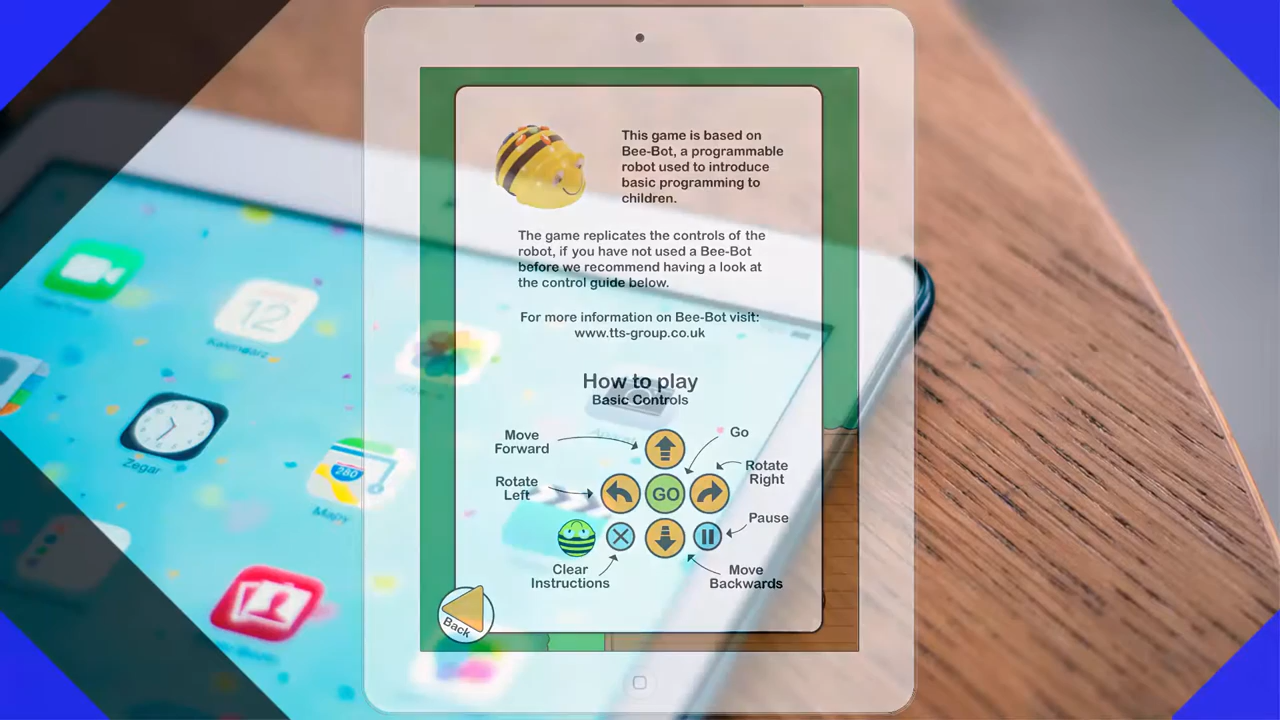 This game is based on
Bee-Bot, a programmable
robot used to introduce
basic programming to
children.
The game replicates the controls of the
robot, if you have not used a Bee-Bot
before we recommend having a look at
the control guide below.
For more information on Bee-Bot visit:
www.tts-group.co.uk
How to play
Basic Controls
Move
Forward
Go
Rotate
Left
GO
Rotate
Right
Pause
Clear
Instructions
Move
Backwards
Back
12
Kalendarz
Zegar
280
Mapy